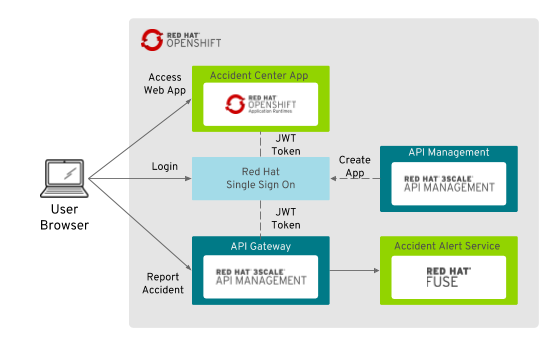 RED HAT
OPENSHIFT
Access
Web App
Accident Center App
RED HAT
OPENSHIFT
Application Runtimes
JWT
Token
Login
Red Hat
Single Sign On
Create
App
API Management
RED HAT 3SCALE
API MANAGEMENT
User
Browser
JWT
Token
Report
Accident
API Gateway
RED HAT 3SCALE
API MANAGEMENT
Accident Alert Service
RED HAT
FUSE